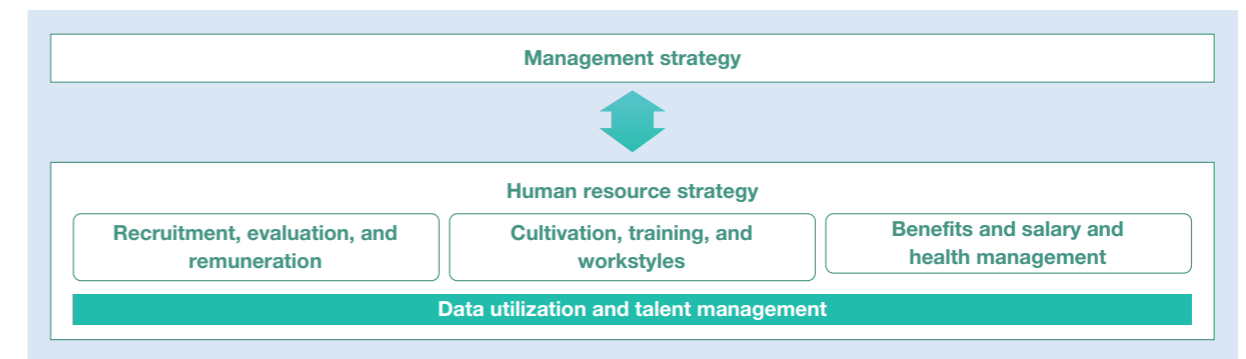 Management strategy
Human resource strategy
Recruitment, evaluation, and
remuneration
Cultivation, training, and
workstyles
Benefits and salary and
health management
Data utilization and talent management